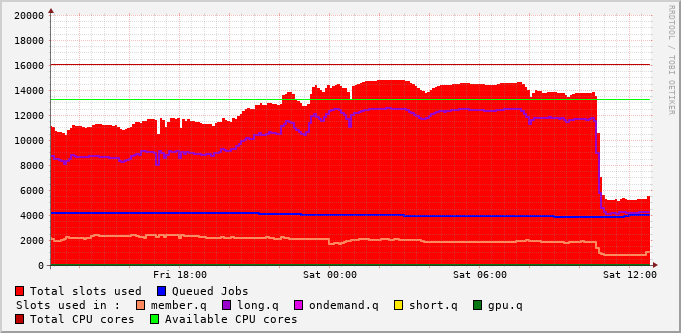 RRDTOOL / TOBI OETIKER
20000
18000
16000
14000
12000
10000
8000
6000
4000
2000
0
Fri 18:00 Sat 00:00 Sat 06:00 Sat 12:00
Total slots used Queued Jobs
Slots used in : member.q long.q ondemand.q short.q gpu.q
Total CPU cores Available CPU cores